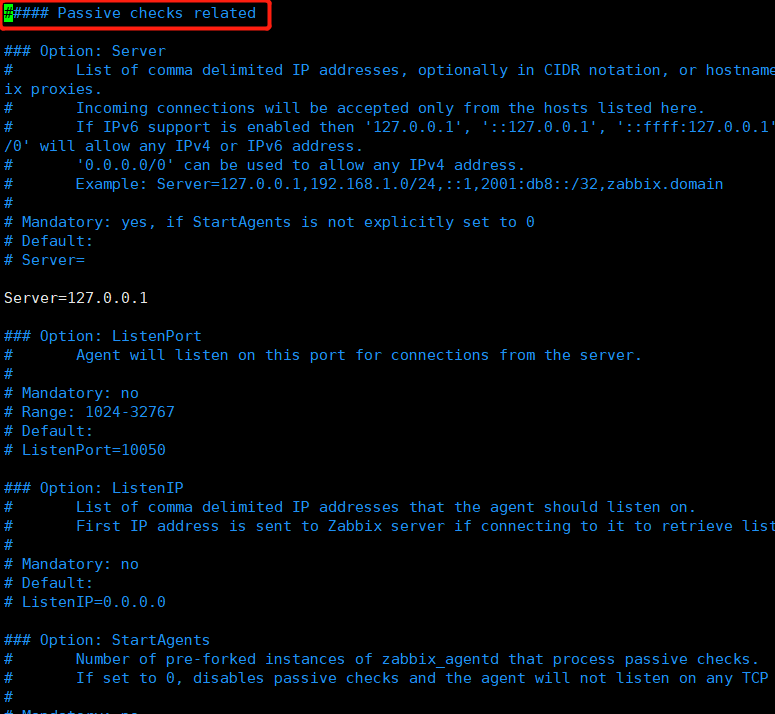 ##### Passive checks related
### Option: Server
#       List of comma delimited IP addresses, optionally in CIDR notation, or hostname
ix proxies.
#       Incoming connections will be accepted only from the hosts listed here.
#       If IPv6 support is enabled then '127.0.0.1', '::127.0.0.1', '::ffff:127.0.0.1'
/0' will allow any IPv4 or IPv6 address.
#       '0.0.0.0/0' can be used to allow any IPv4 address.
#       Example: Server=127.0.0.1,192.168.1.0/24,::1,2001:db8::/32,zabbix.domain
#
# Mandatory: yes, if StartAgents is not explicitly set to 0
# Default:
# Server=
Server=127.0.0.1
### Option: ListenPort
#       Agent will listen on this port for connections from the server.
#
# Mandatory: no
# Range: 1024-32767
# Default:
# ListenPort=10050
### Option: ListenIP
#       List of comma delimited IP addresses that the agent should listen on.
#       First IP address is sent to Zabbix server if connecting to it to retrieve list
#
# Mandatory: no
# Default:
# ListenIP=0.0.0.0
### Option: StartAgents
#       Number of pre-forked instances of zabbix_agentd that process passive checks.
#       If set to 0, disables passive checks and the agent will not listen on any TCP
#
# Mandatory: no